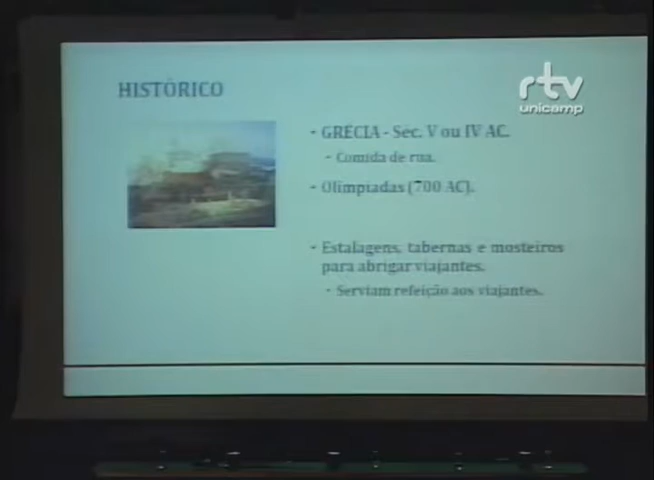 HISTÓRICO
rtv
unicamp
- GRÉCIA - Séc. V ou IV AC.
- Comida de rua.
- Olimpíadas (700 AC).
- Estalagens, tabernas e mosteiros
para abrigar viajantes.
- Serviam refeição aos viajantes.